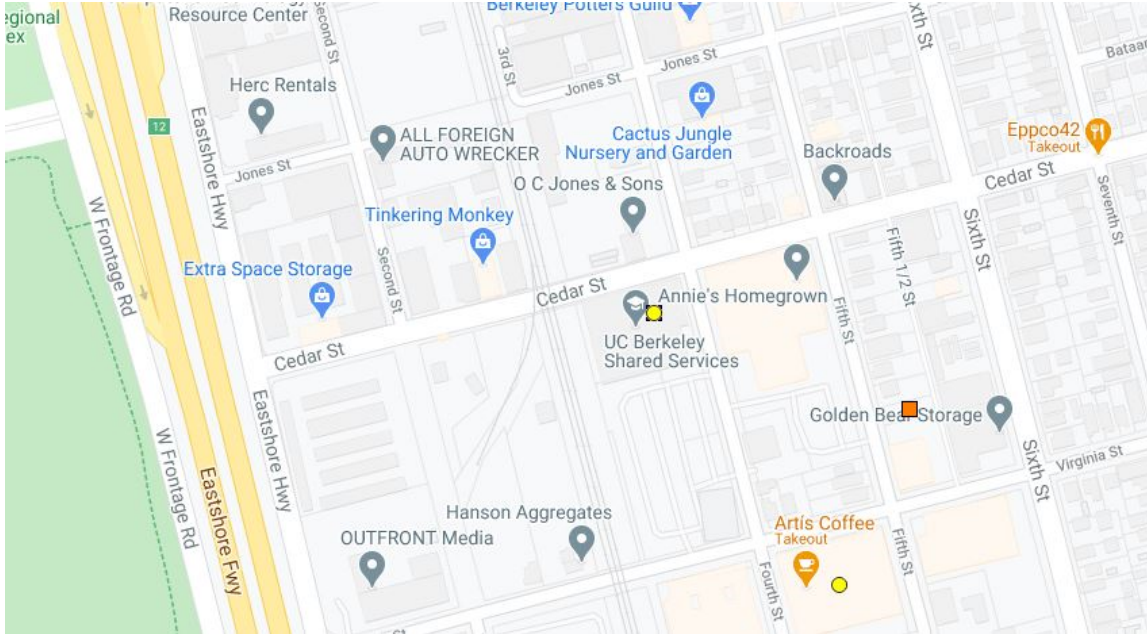 egional
ex
Resource Center
Second St
3rd St
Berkeley Potters Guild
Jones St
Sixth St
Bataan
Herc Rentals
Eastshore Hwy
12
ALL FOREIGN
AUTO WRECKER
Jones St
Jones St
Cactus Jungle
Nursery and Garden
Backroads
Eppco42
Takeout
Cedar St
O C Jones & Sons
W Frontage Rd
Tinkering Monkey
Second St
Extra Space Storage
Cedar St
Annie's Homegrown
UC Berkeley
Shared Services
Fifth St
Fifth 1/2 St
Sixth St
Seventh St
Cedar St
Eastshore Hwy
Golden Bear Storage
Virginia St
Sixth St
W Frontage Rd
Eastshore Fwy
Hanson Aggregates
OUTFRONT Media
Artís Coffee
Takeout
Fourth St
Fifth St
St